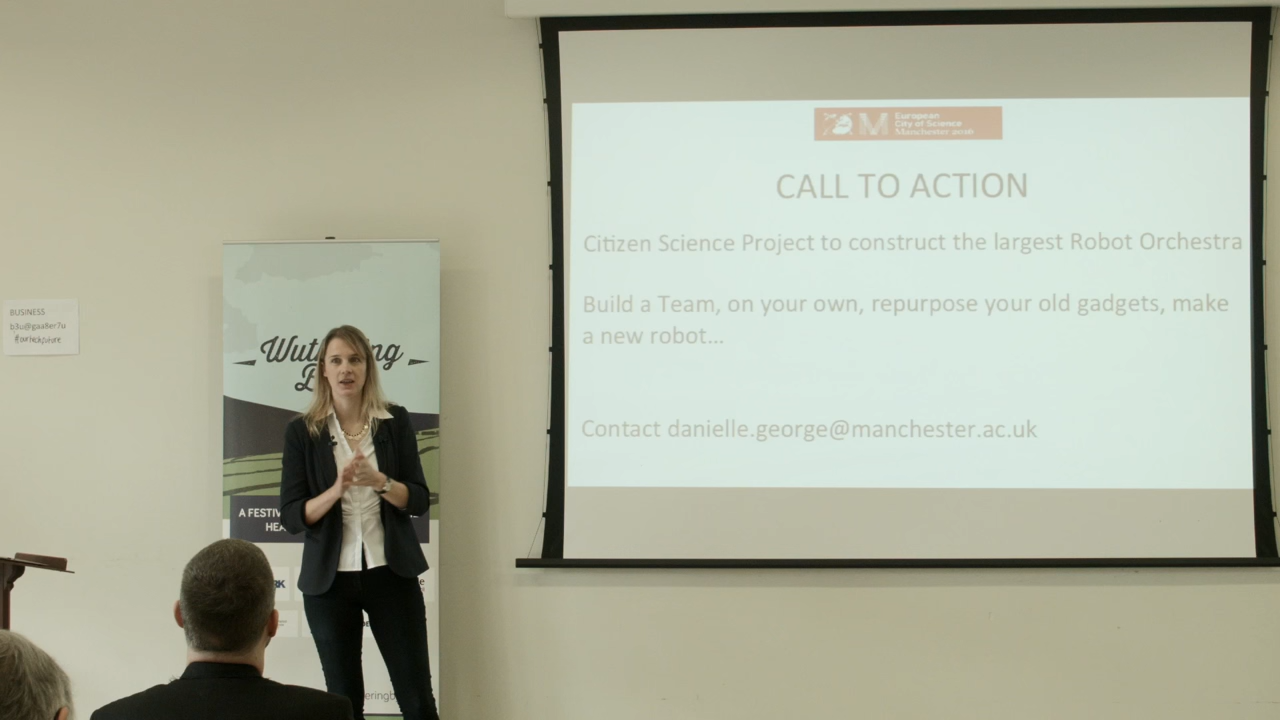 European
City of Science
Manchester 2016
CALL TO ACTION
Citizen Science Project to construct the largest Robot Orchestra
Build a Team, on your own, repurpose your old gadgets, make
a new robot...
Contact danielle.george@manchester.ac.uk
BUSINESS
b3u@gaa8er7u
A FESTIV
HEA